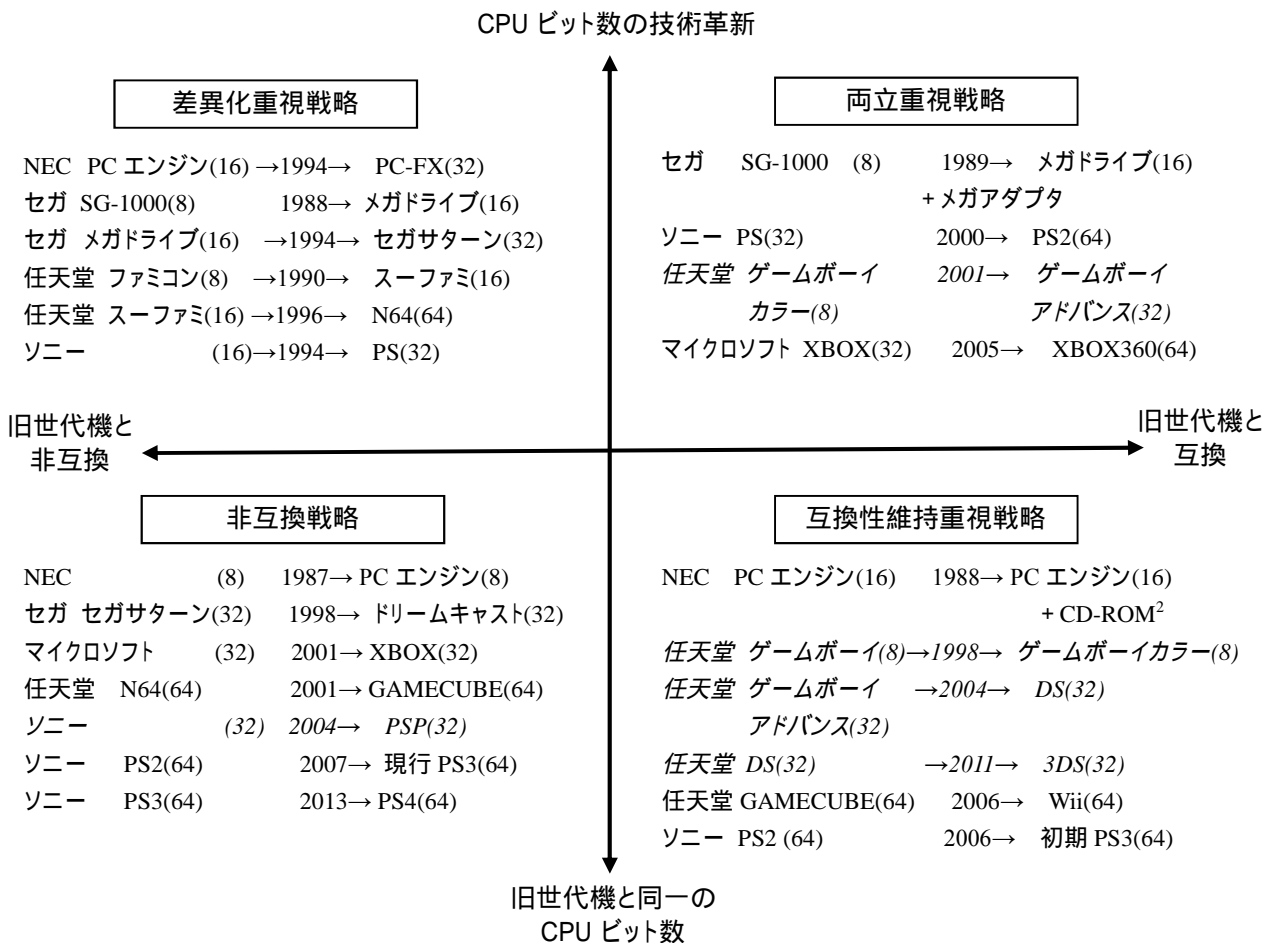 CPU ビット数の技術革新
差異化重視戦略
NEC PC エンジン(16) →1994→ PC-FX(32)
セガ SG-1000(8) 1988→ メガドライブ(16)
セガ メガドライブ(16) →1994→ セガサターン(32)
任天堂 ファミコン(8) →1990→ スーファミ(16)
任天堂 スーファミ(16) →1996→ N64(64)
ソニー (16)→1994→ PS(32)
両立重視戦略
セガ SG-1000 (8) 1989→ メガドライブ(16)
+メガアダプタ
ソニー PS(32) 2000→ PS2(64)
任天堂 ゲームボーイ 2001→ ゲームボーイ
カラー(8) アドバンス(32)
マイクロソフト XBOX(32) 2005→ XBOX360(64)
旧世代機と
非互換
旧世代機と
互換
非互換戦略
NEC (8) 1987→ PC エンジン(8)
セガ セガサターン(32) 1998→ ドリームキャスト(32)
マイクロソフト (32) 2001→ XBOX(32)
任天堂 N64(64) 2001→ GAMECUBE(64)
ソニー (32) 2004→ PSP(32)
ソニー PS2(64) 2007→ 現行 PS3(64)
ソニー PS3(64) 2013→ PS4(64)
互換性維持重視戦略
NEC PC エンジン(16) 1988→ PC エンジン(16)
+ CD-ROM²
任天堂 ゲームボーイ(8)→1998→ ゲームボーイカラー(8)
任天堂 ゲームボーイ →2004→ DS(32)
アドバンス(32)
任天堂 DS(32) →2011→ 3DS(32)
任天堂 GAMECUBE(64) 2006→ Wii(64)
ソニー PS2 (64) 2006→ 初期 PS3(64)
旧世代機と同一の
CPU ビット数